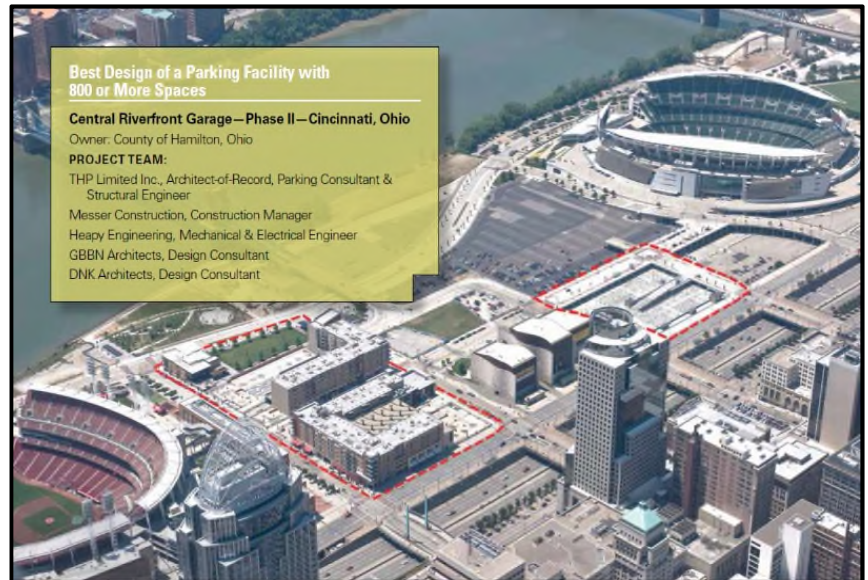 Best Design of a Parking Facility with
800 or More Spaces
Central Riverfront Garage—Phase II—Cincinnati, Ohio
Owner: County of Hamilton, Ohio
PROJECT TEAM:
THP Limited Inc., Architect-of-Record, Parking Consultant &
Structural Engineer
Messer Construction, Construction Manager
Heapy Engineering, Mechanical & Electrical Engineer
GBBN Architects, Design Consultant
DNK Architects, Design Consultant